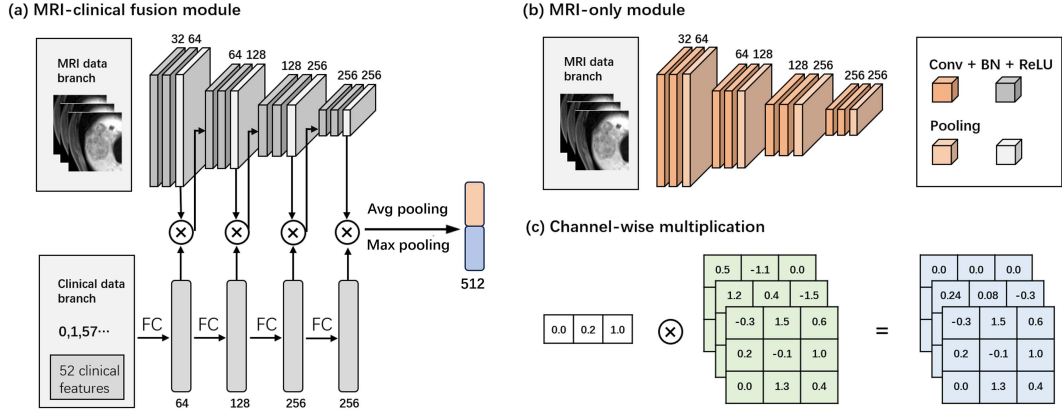 (a) MRI-clinical fusion module
MRI data
branch
32 64
64 128
128 256
256 256
Avg pooling
Max pooling
512
Clinical data
branch
0,1,57···
52 clinical
features
FC
FC
FC
FC
64
128
256
256
(b) MRI-only module
MRI data
branch
32 64
64 128
128 256
256 256
Conv + BN + ReLU
Pooling
(c) Channel-wise multiplication
0.0 0.2 1.0
0.5 -1.1 0.0
1.2 0.4 -1.5
-0.3 1.5 0.6
0.2 -0.1 1.0
0.0 1.3 0.4
=
0.0 0.0 0.0
0.24 0.08 -0.3
-0.3 1.5 0.6
0.2 -0.1 1.0
0.0 1.3 0.4